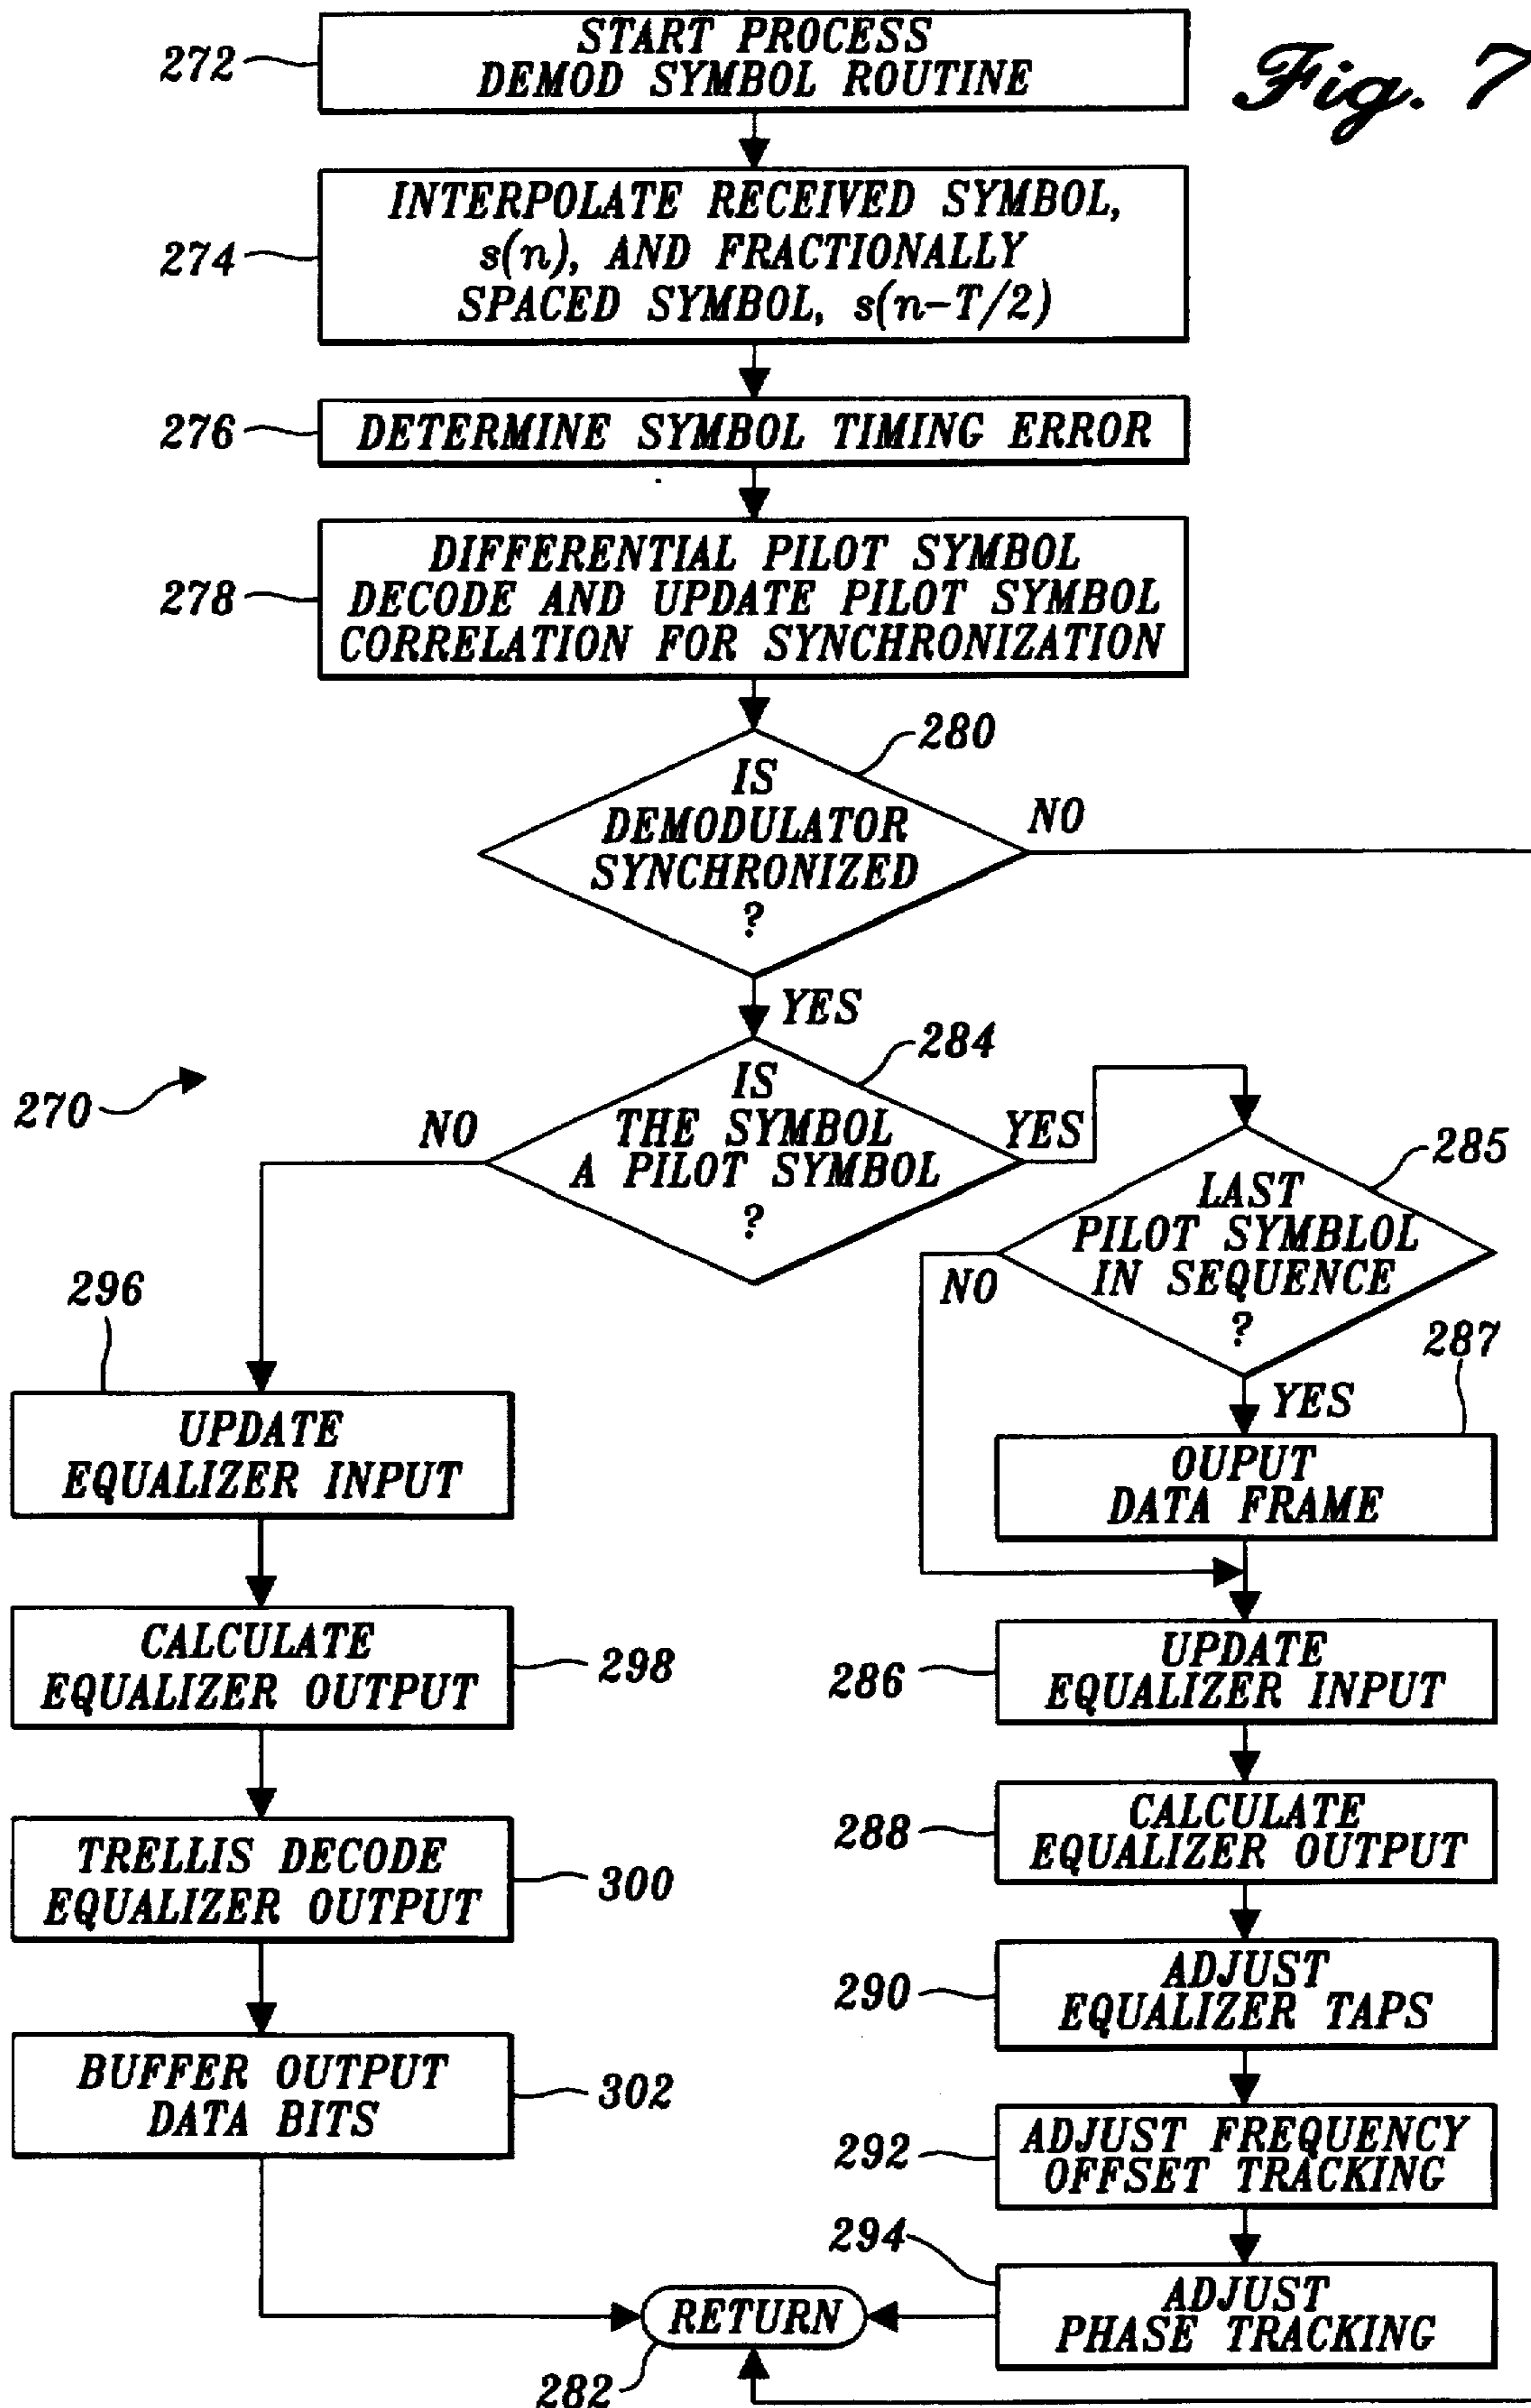 Fig. 7
272
START PROCESS
DEMOD SYMBOL ROUTINE
274
INTERPOLATE RECEIVED SYMBOL,
s(n), AND FRACTIONALLY
SPACED SYMBOL, s(n-T/2)
276
DETERMINE SYMBOL TIMING ERROR
278
DIFFERENTIAL PILOT SYMBOL
DECODE AND UPDATE PILOT SYMBOL
CORRELATION FOR SYNCHRONIZATION
280
IS
DEMODULATOR
SYNCHRONIZED
?
NO
YES
270
284
IS
THE SYMBOL
A PILOT SYMBOL
?
NO
YES
285
LAST
PILOT SYMBLOL
IN SEQUENCE
?
NO
YES
287
OUPUT
DATA FRAME
296
UPDATE
EQUALIZER INPUT
298
CALCULATE
EQUALIZER OUTPUT
300
TRELLIS DECODE
EQUALIZER OUTPUT
302
BUFFER OUTPUT
DATA BITS
286
UPDATE
EQUALIZER INPUT
288
CALCULATE
EQUALIZER OUTPUT
290
ADJUST
EQUALIZER TAPS
292
ADJUST FREQUENCY
OFFSET TRACKING
294
ADJUST
PHASE TRACKING
RETURN
282